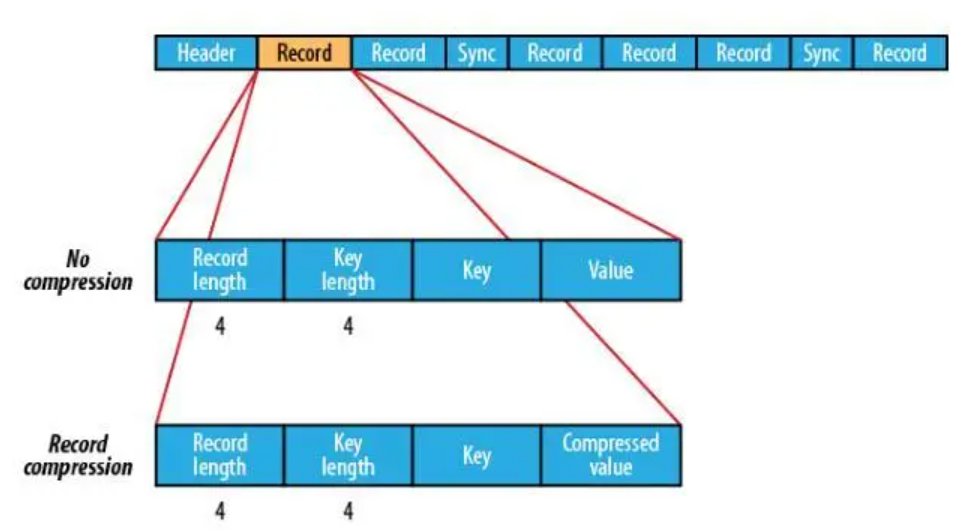 Header Record Record Sync Record Record Record Sync Record
No
compression
Record
length
Key
length
Key
Value
4 4
Record
compression
Record
length
Key
length
Key
Compressed
value
4 4